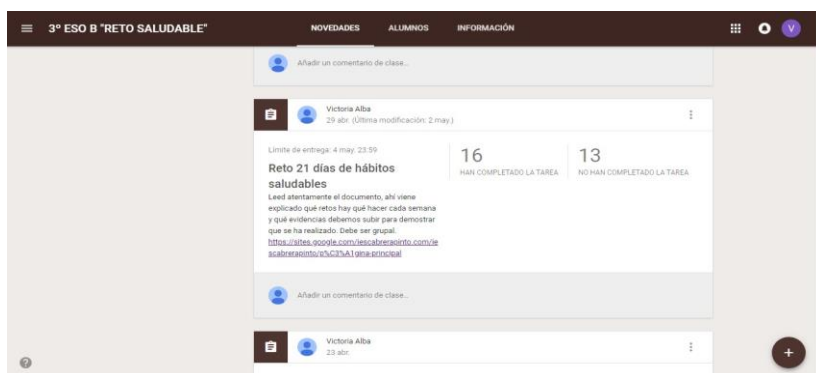 3º ESO B "RETO SALUDABLE"
NOVEDADES
ALUMNOS
INFORMACIÓN
V
Añadir un comentario de clase...
Victoria Alba
29 abr. (Última modificación: 2 may.)
Límite de entrega: 4 may. 23:59
Reto 21 días de hábitos
saludables
Leed atentamente el documento, ahí viene
explicado qué retos hay qué hacer cada semana
y qué evidencias debemos subir para demostrar
que se ha realizado. Debe ser grupal.
https://sites.google.com/iescabrerapinto.com/ie
scabrerapinto/p%C3%A1gina-principal
16
HAN COMPLETADO LA TAREA
13
NO HAN COMPLETADO LA TAREA
Añadir un comentario de clase...
Victoria Alba
23 abr.